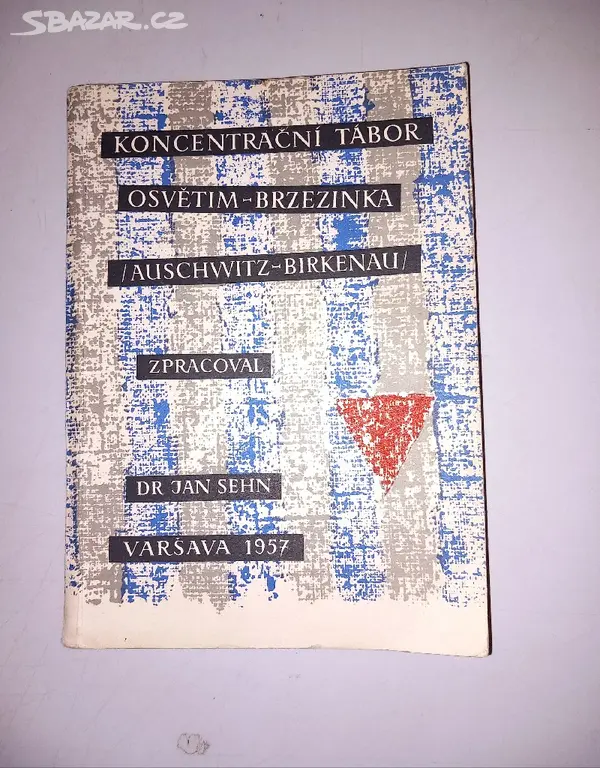 SBAZAR.CZ
KONCENTRAČNÍ TÁBOR
OSVĚTIM-BRZEZINKA
/AUSCHWITZ-BIRKENAU/
ZPRACOVAL
DR JAN SEHN
VARŠAVA 1957